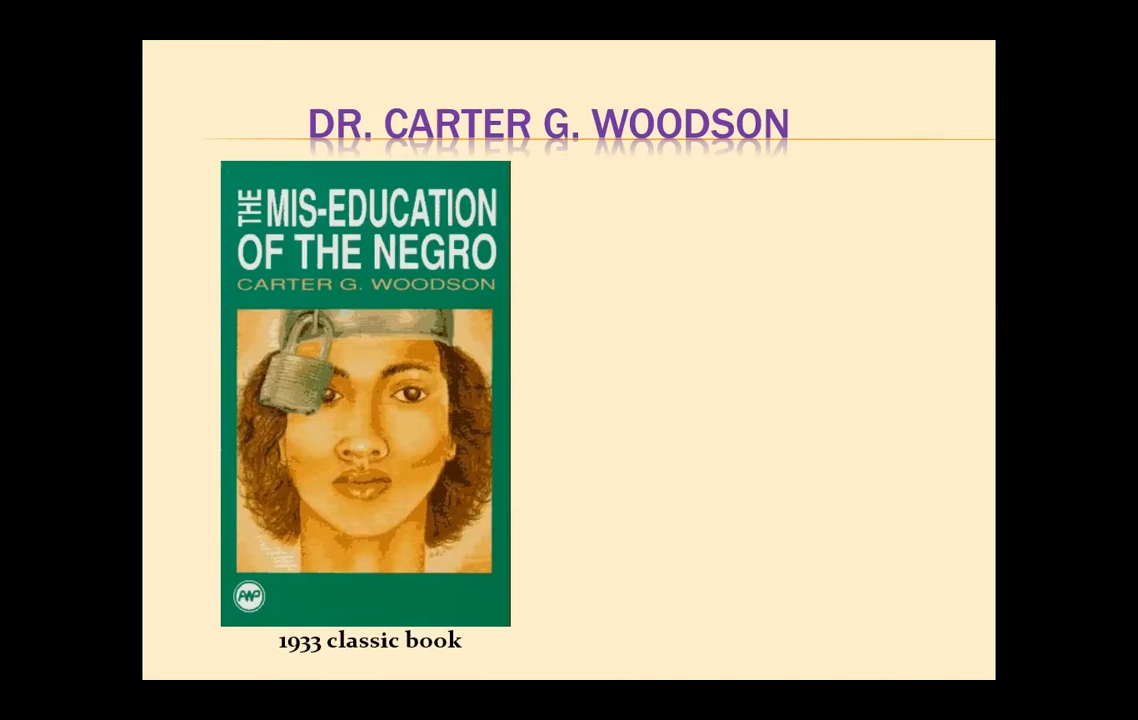 DR. CARTER G. WOODSON
THE MIS-EDUCATION
OF THE NEGRO
CARTER G. WOODSON
AWP
1933 classic book